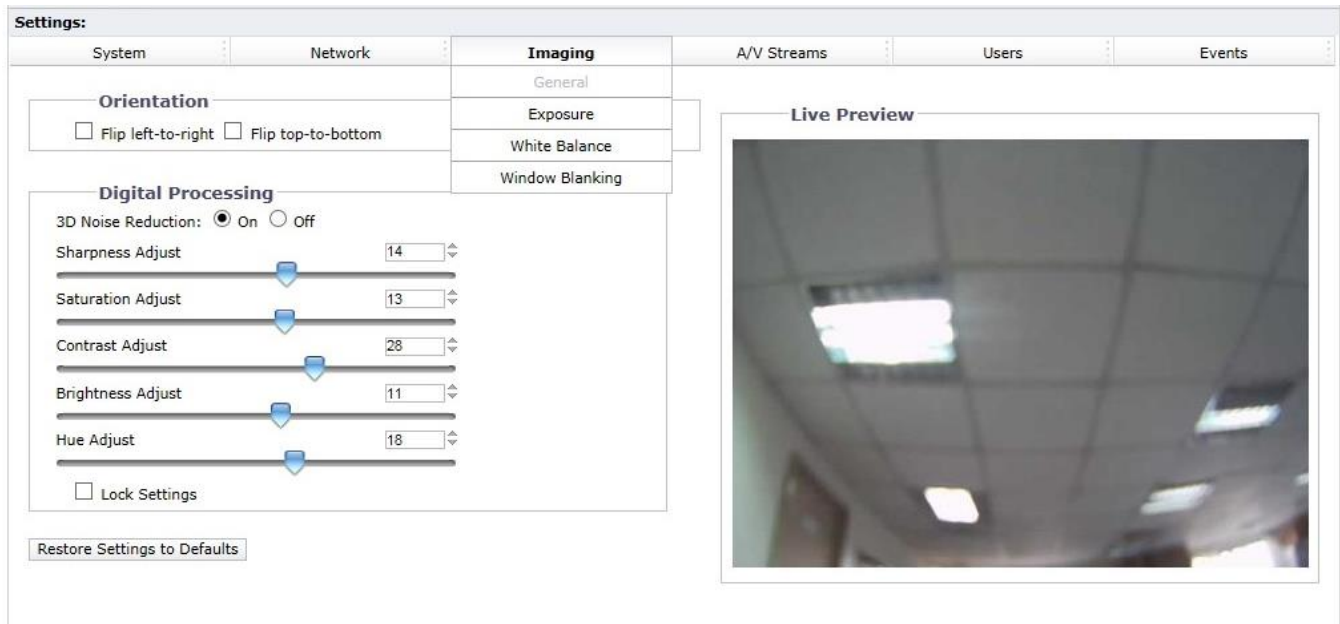 Settings:
System Network Imaging A/V Streams Users Events
General
Exposure
White Balance
Window Blanking
Orientation
Flip left-to-right Flip top-to-bottom
Digital Processing
3D Noise Reduction: On Off
Sharpness Adjust 14
Saturation Adjust 13
Contrast Adjust 28
Brightness Adjust 11
Hue Adjust 18
Lock Settings
Restore Settings to Defaults
Live Preview